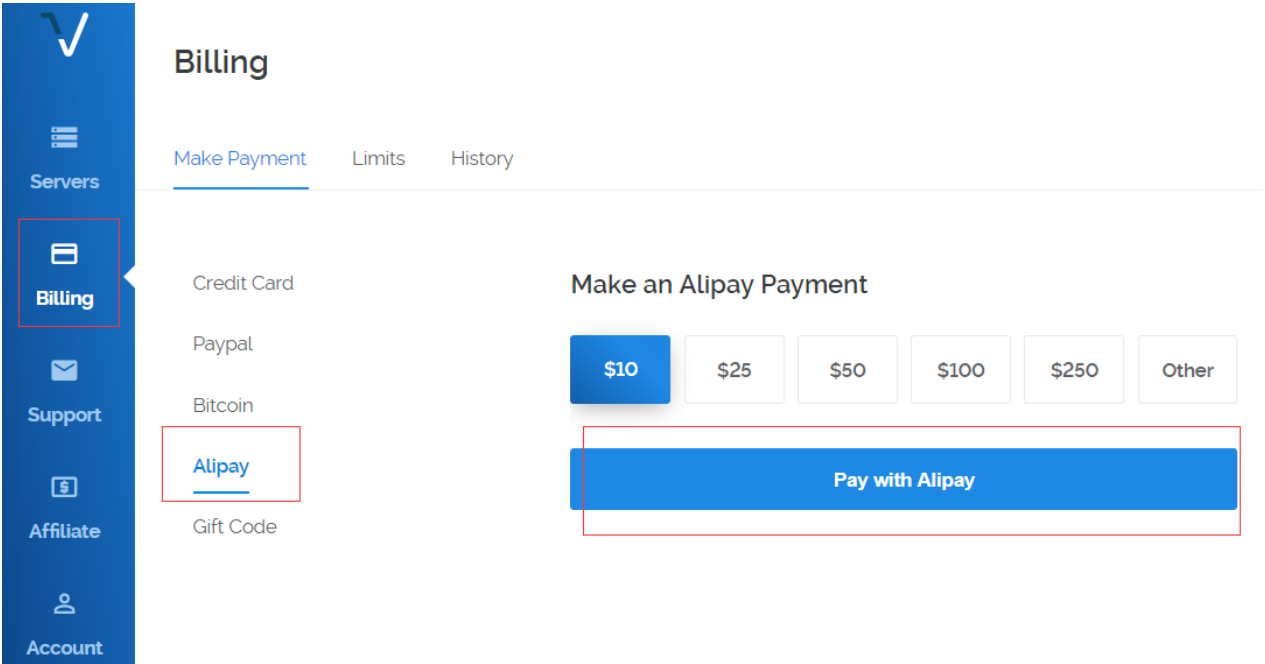 Billing
Make Payment Limits History
Servers
Billing
Support
Affiliate
Account
Credit Card
Paypal
Bitcoin
Alipay
Gift Code
Make an Alipay Payment
$10 $25 $50 $100 $250 Other
Pay with Alipay